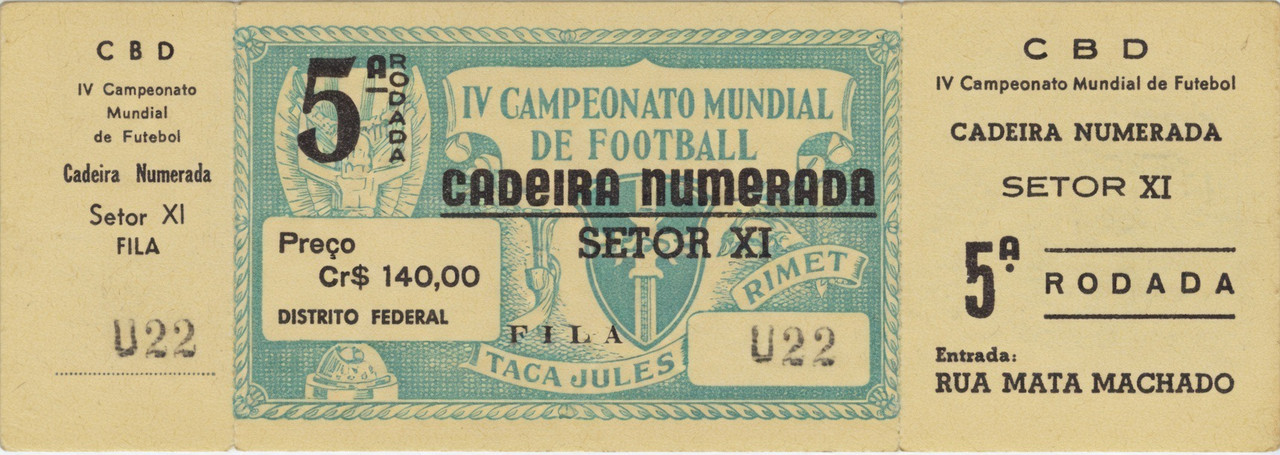 CBD
IV Campeonato
Mundial
de Futebol
Cadeira Numerada
Setor XI
FILA
U22
5ª RODADA
IV CAMPEONATO MUNDIAL
DE FOOTBALL
CADEIRA NUMERADA
SETOR XI
Preço
Cr$ 140,00
DISTRITO FEDERAL
FILA
U22
TACA JULES
RIMET
CBD
IV Campeonato Mundial de Futebol
CADEIRA NUMERADA
SETOR XI
5ª RODADA
Entrada:
RUA MATA MACHADO